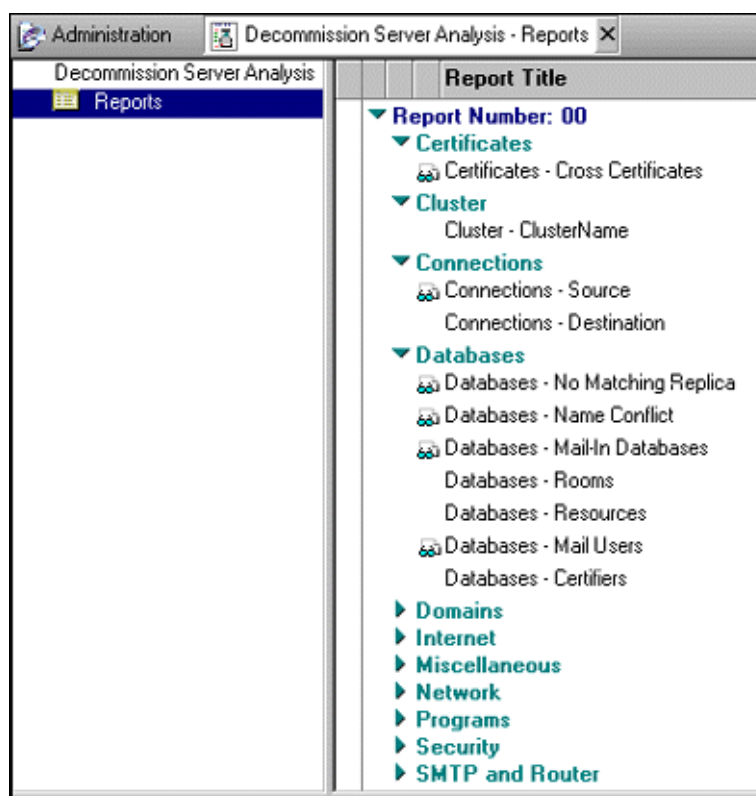 Administration
Decommission Server Analysis - Reports
Decommission Server Analysis
Reports
Report Title
Report Number: 00
Certificates
Certificates - Cross Certificates
Cluster
Cluster - ClusterName
Connections
Connections - Source
Connections - Destination
Databases
Databases - No Matching Replica
Databases - Name Conflict
Databases - Mail-In Databases
Databases - Rooms
Databases - Resources
Databases - Mail Users
Databases - Certifiers
Domains
Internet
Miscellaneous
Network
Programs
Security
SMTP and Router